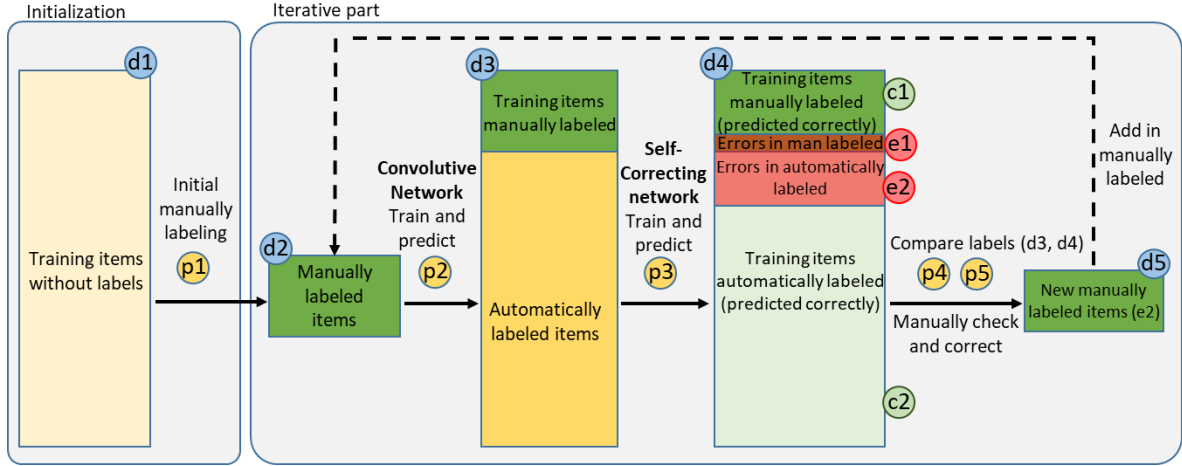 Initialization
Iterative part
d1
Training items
without labels
Initial
manually
labeling
p1
d2
Manually
labeled
items
Convolutive
Network
Train and
predict
p2
d3
Training items
manually labeled
Automatically
labeled items
Self-
Correcting
network
Train and
predict
p3
d4
Training items
manually labeled
(predicted correctly)
c1
Errors in man labeled
e1
Errors in automatically
labeled
e2
Training items
automatically labeled
(predicted correctly)
c2
Compare labels (d3, d4)
p4 p5
Manually check
and correct
Add in
manually
labeled
d5
New manually
labeled items (e2)